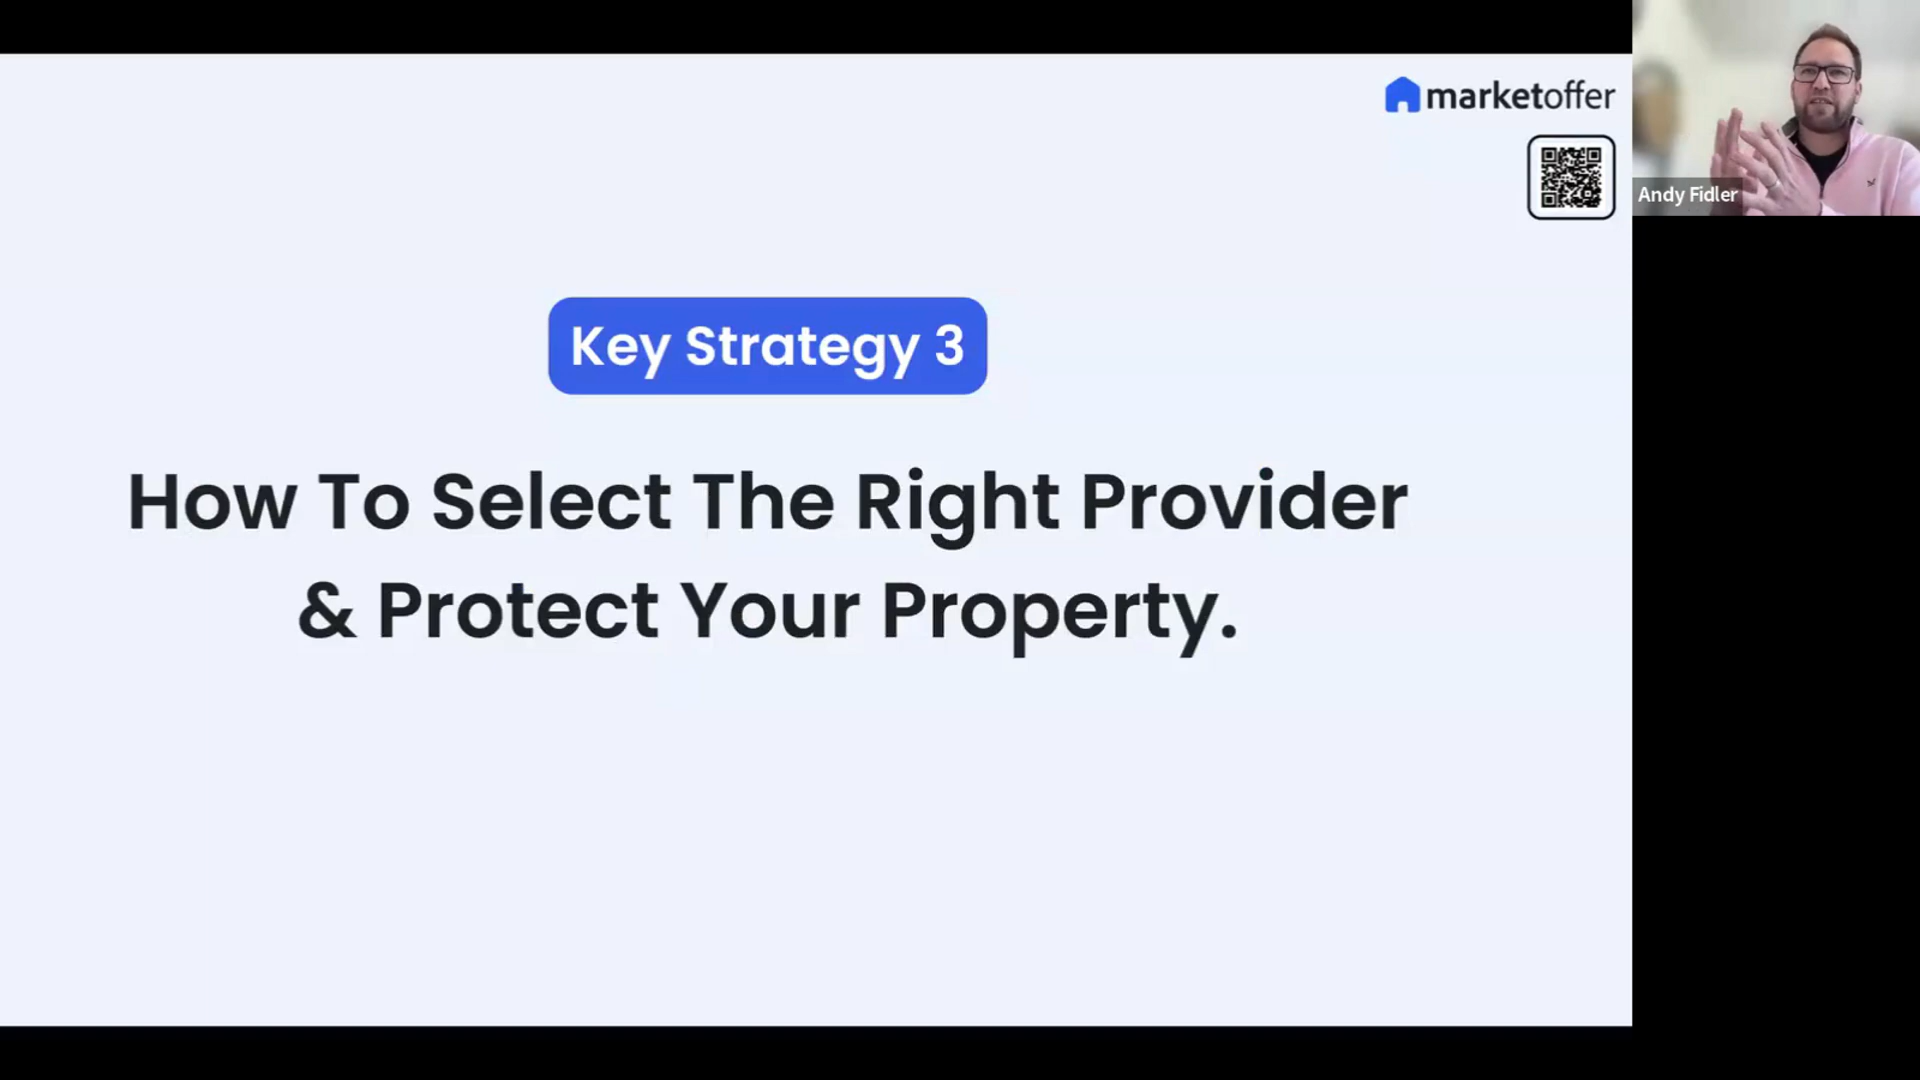 marketoffer
Andy Fidler
Key Strategy 3
How To Select The Right Provider
& Protect Your Property.